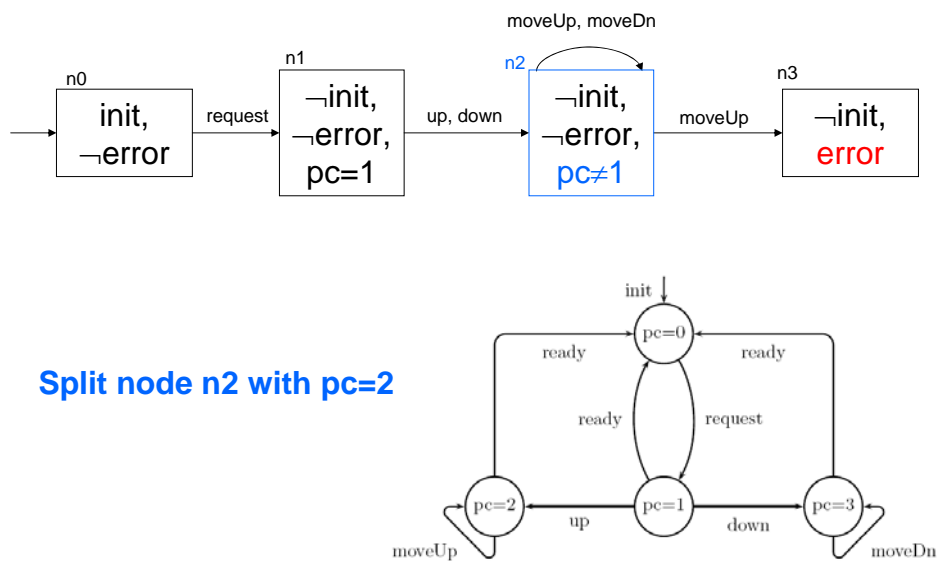 moveUp, moveDn
n0
n1
n2
n3
init,
¬error
request
¬init,
¬error,
pc=1
up, down
¬init,
¬error,
pc≠1
moveUp
¬init,
error
init
pc=0
ready
ready
Split node n2 with pc=2
ready
request
pc=2
pc=1
pc=3
up
down
moveUp
moveDn